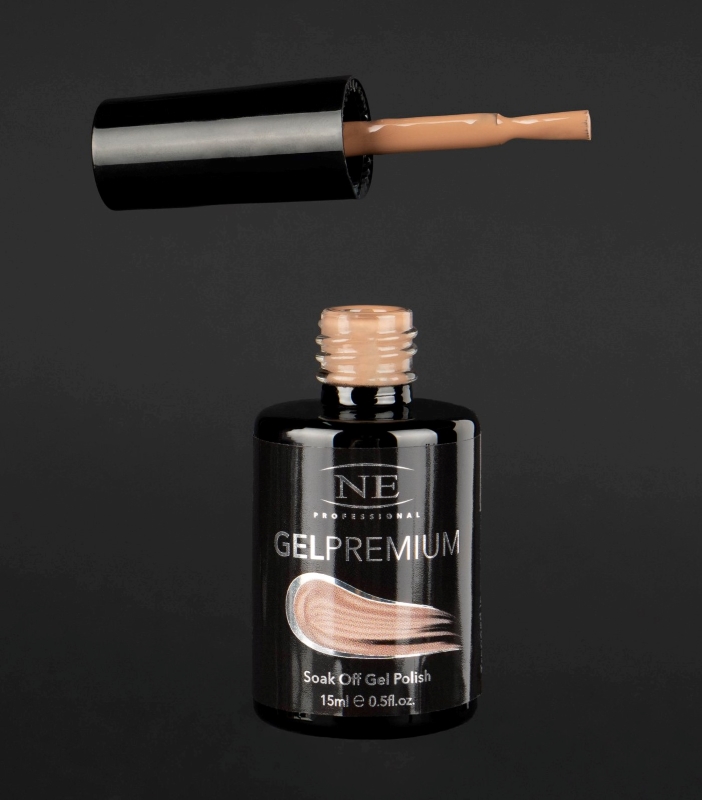 NE
PROFESSIONAL
GELPREMIUM
Soak Off Gel Polish
15ml ℮ 0.5fl.oz.